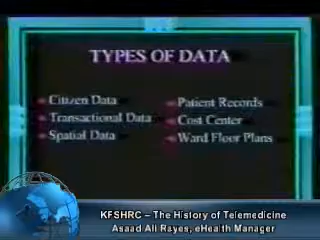 TYPES OF DATA
Citizen Data
Transactional Data
Spatial Data
Patient Records
Cost Center
Ward Floor Plans
KFSHRC – The History of Telemedicine
Asaad Ali Rayes, eHealth Manager